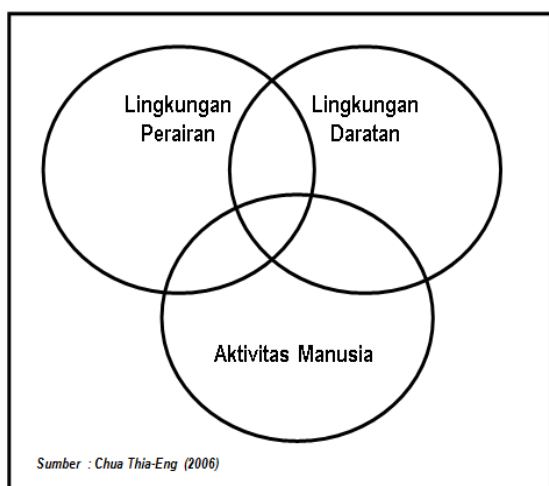 Lingkungan
Perairan
Lingkungan
Daratan
Aktivitas Manusia
Sumber : Chua Thia-Eng (2006)